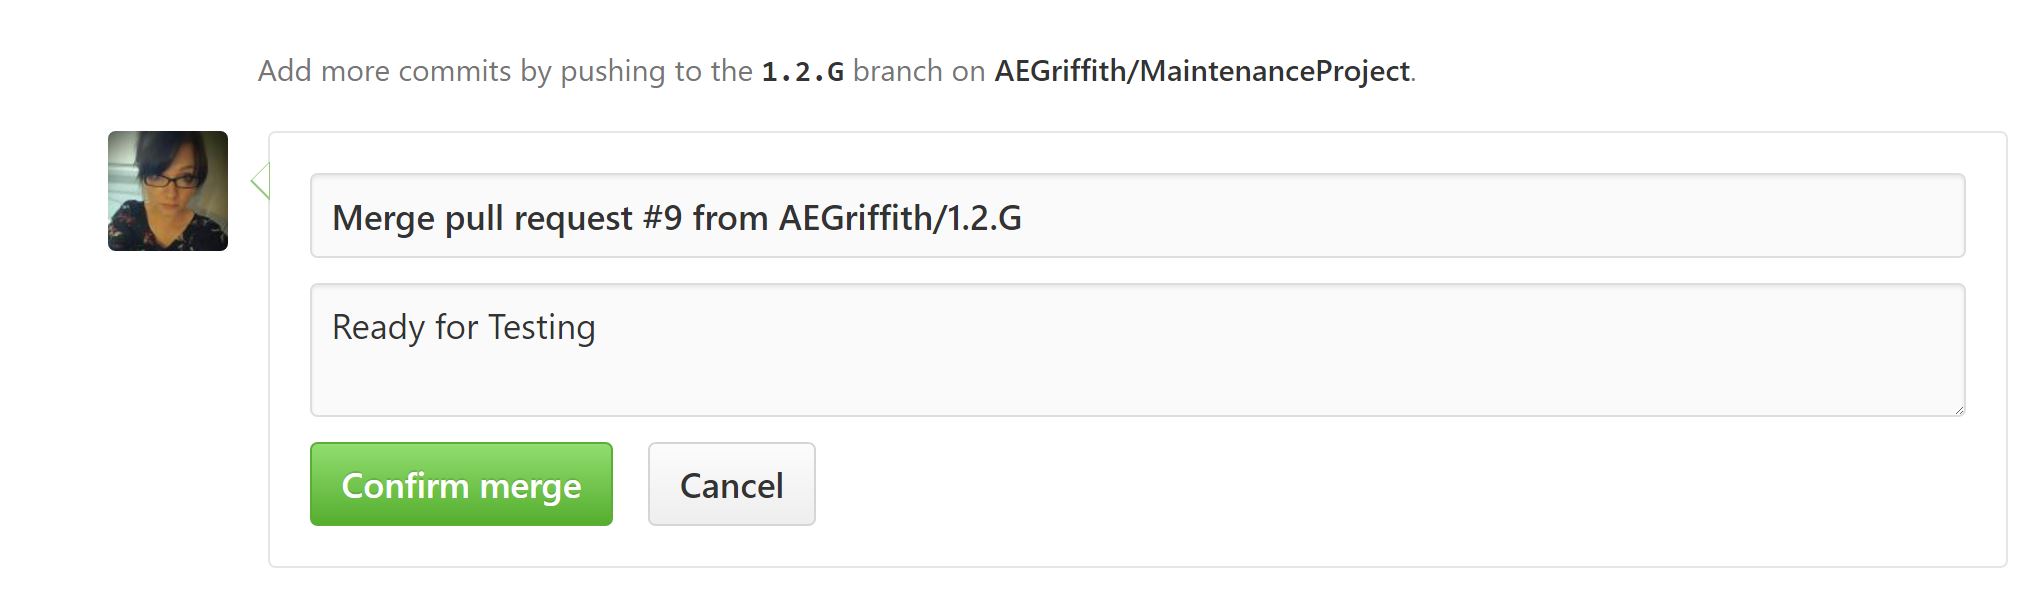 Add more commits by pushing to the 1.2.G branch on AEGriffith/MaintenanceProject.
Merge pull request #9 from AEGriffith/1.2.G
Ready for Testing
Confirm merge Cancel